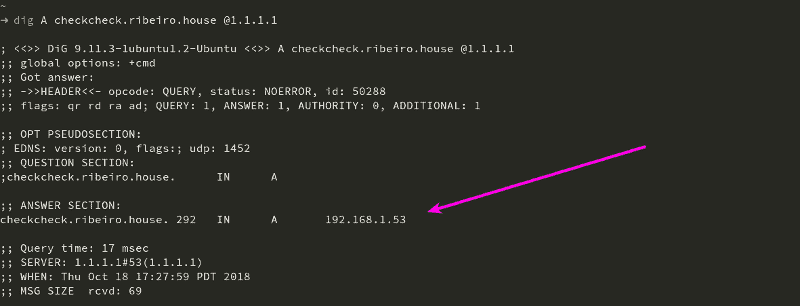 ~
→ dig A checkcheck.ribeiro.house @1.1.1.1
; <<>> DiG 9.11.3-1ubuntu1.2-Ubuntu <<>> A checkcheck.ribeiro.house @1.1.1.1
;; global options: +cmd
;; Got answer:
;; ->>HEADER<<- opcode: QUERY, status: NOERROR, id: 50288
;; flags: qr rd ra ad; QUERY: 1, ANSWER: 1, AUTHORITY: 0, ADDITIONAL: 1
;; OPT PSEUDOSECTION:
; EDNS: version: 0, flags:; udp: 1452
;; QUESTION SECTION:
;checkcheck.ribeiro.house. IN A
;; ANSWER SECTION:
checkcheck.ribeiro.house. 292 IN A 192.168.1.53
;; Query time: 17 msec
;; SERVER: 1.1.1.1#53(1.1.1.1)
;; WHEN: Thu Oct 18 17:27:59 PDT 2018
;; MSG SIZE rcvd: 69